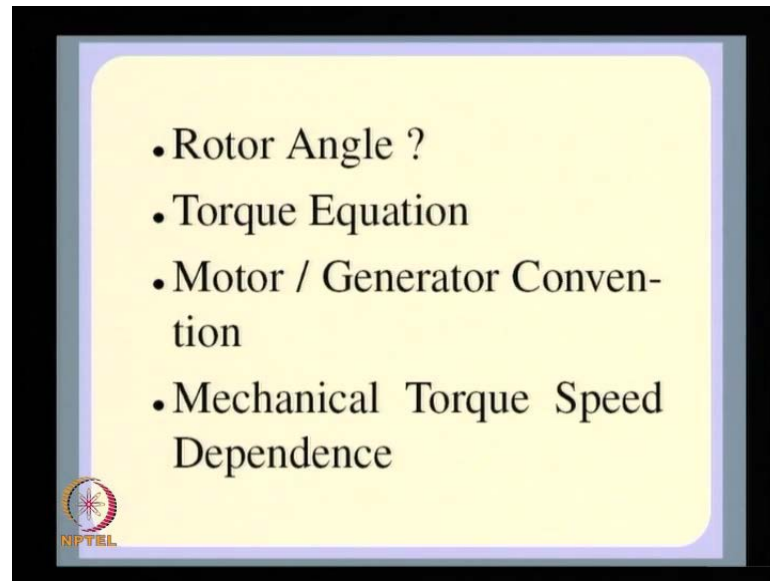 • Rotor Angle ?
• Torque Equation
• Motor / Generator Conven-
tion
• Mechanical Torque Speed
Dependence
NPTEL